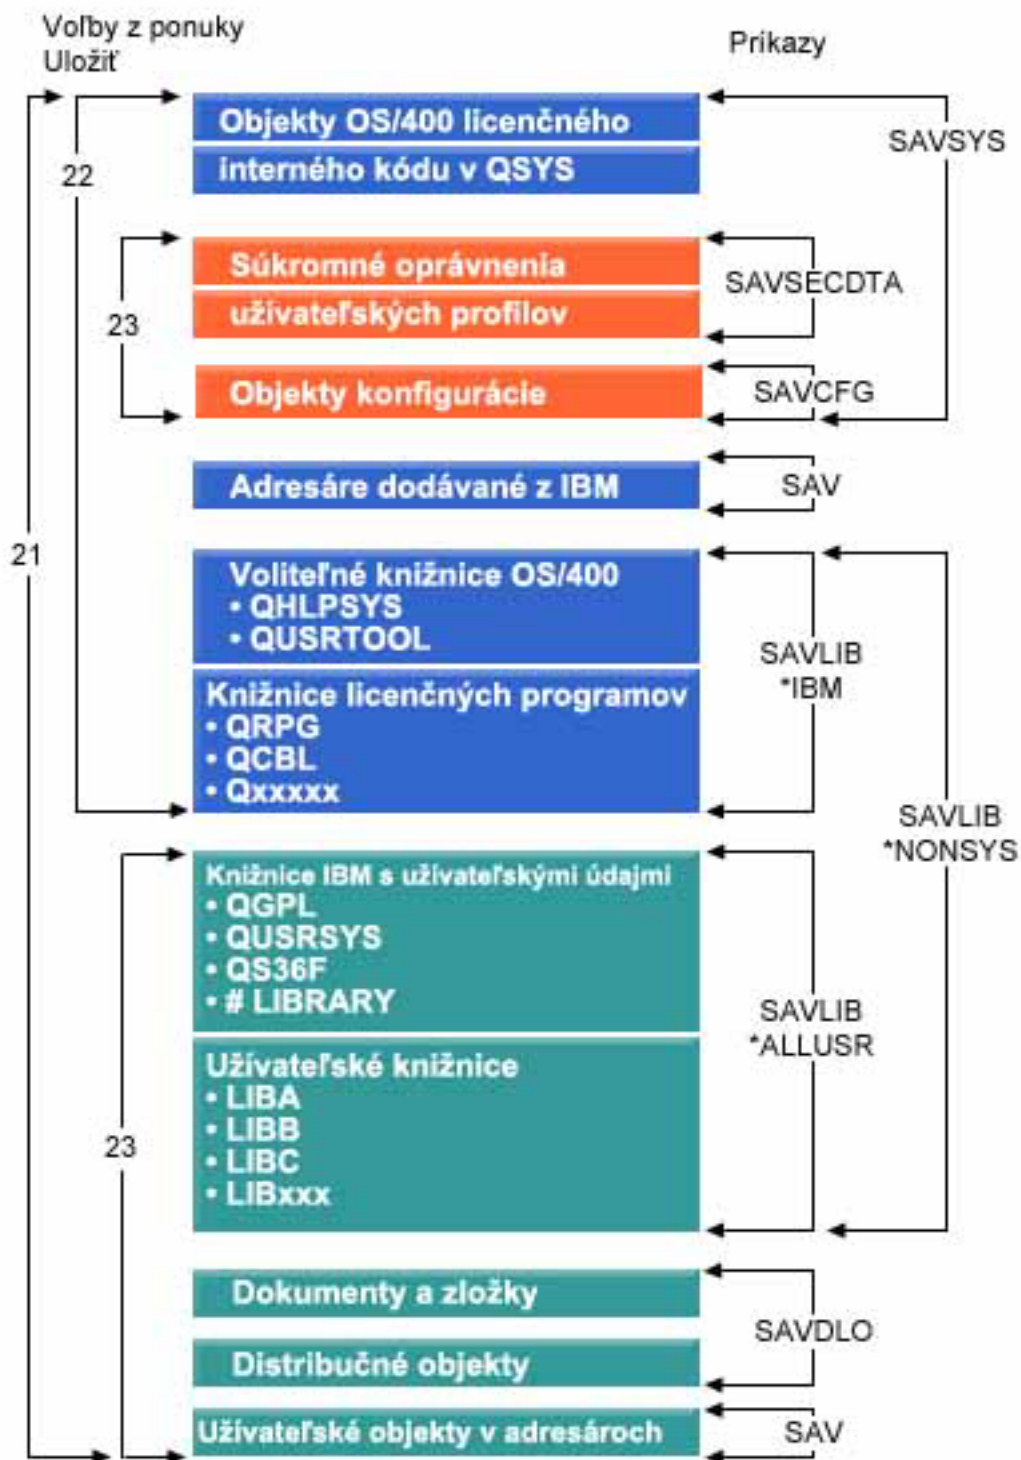 Voľby z ponuky
Uložiť
Príkazy
Objekty OS/400 licenčného
interného kódu v QSYS
SAVSYS
22
Súkromné oprávnenia
užívateľských profilov
SAVSECDTA
23
Objekty konfigurácie
SAVCFG
Adresáre dodávané z IBM
SAV
21
Voliteľné knižnice OS/400
• QHLPSYS
• QUSRTOOL
SAVLIB
*IBM
Knižnice licenčných programov
• QRPG
• QCBL
• Qxxxxx
SAVLIB
*NONSYS
Knižnice IBM s užívateľskými údajmi
• QGPL
• QUSRSYS
• QS36F
• # LIBRARY
SAVLIB
*ALLUSR
Užívateľské knižnice
• LIBA
• LIBB
• LIBC
• LIBxxx
23
Dokumenty a zložky
SAVDLO
Distribučné objekty
Užívateľské objekty v adresároch
SAV